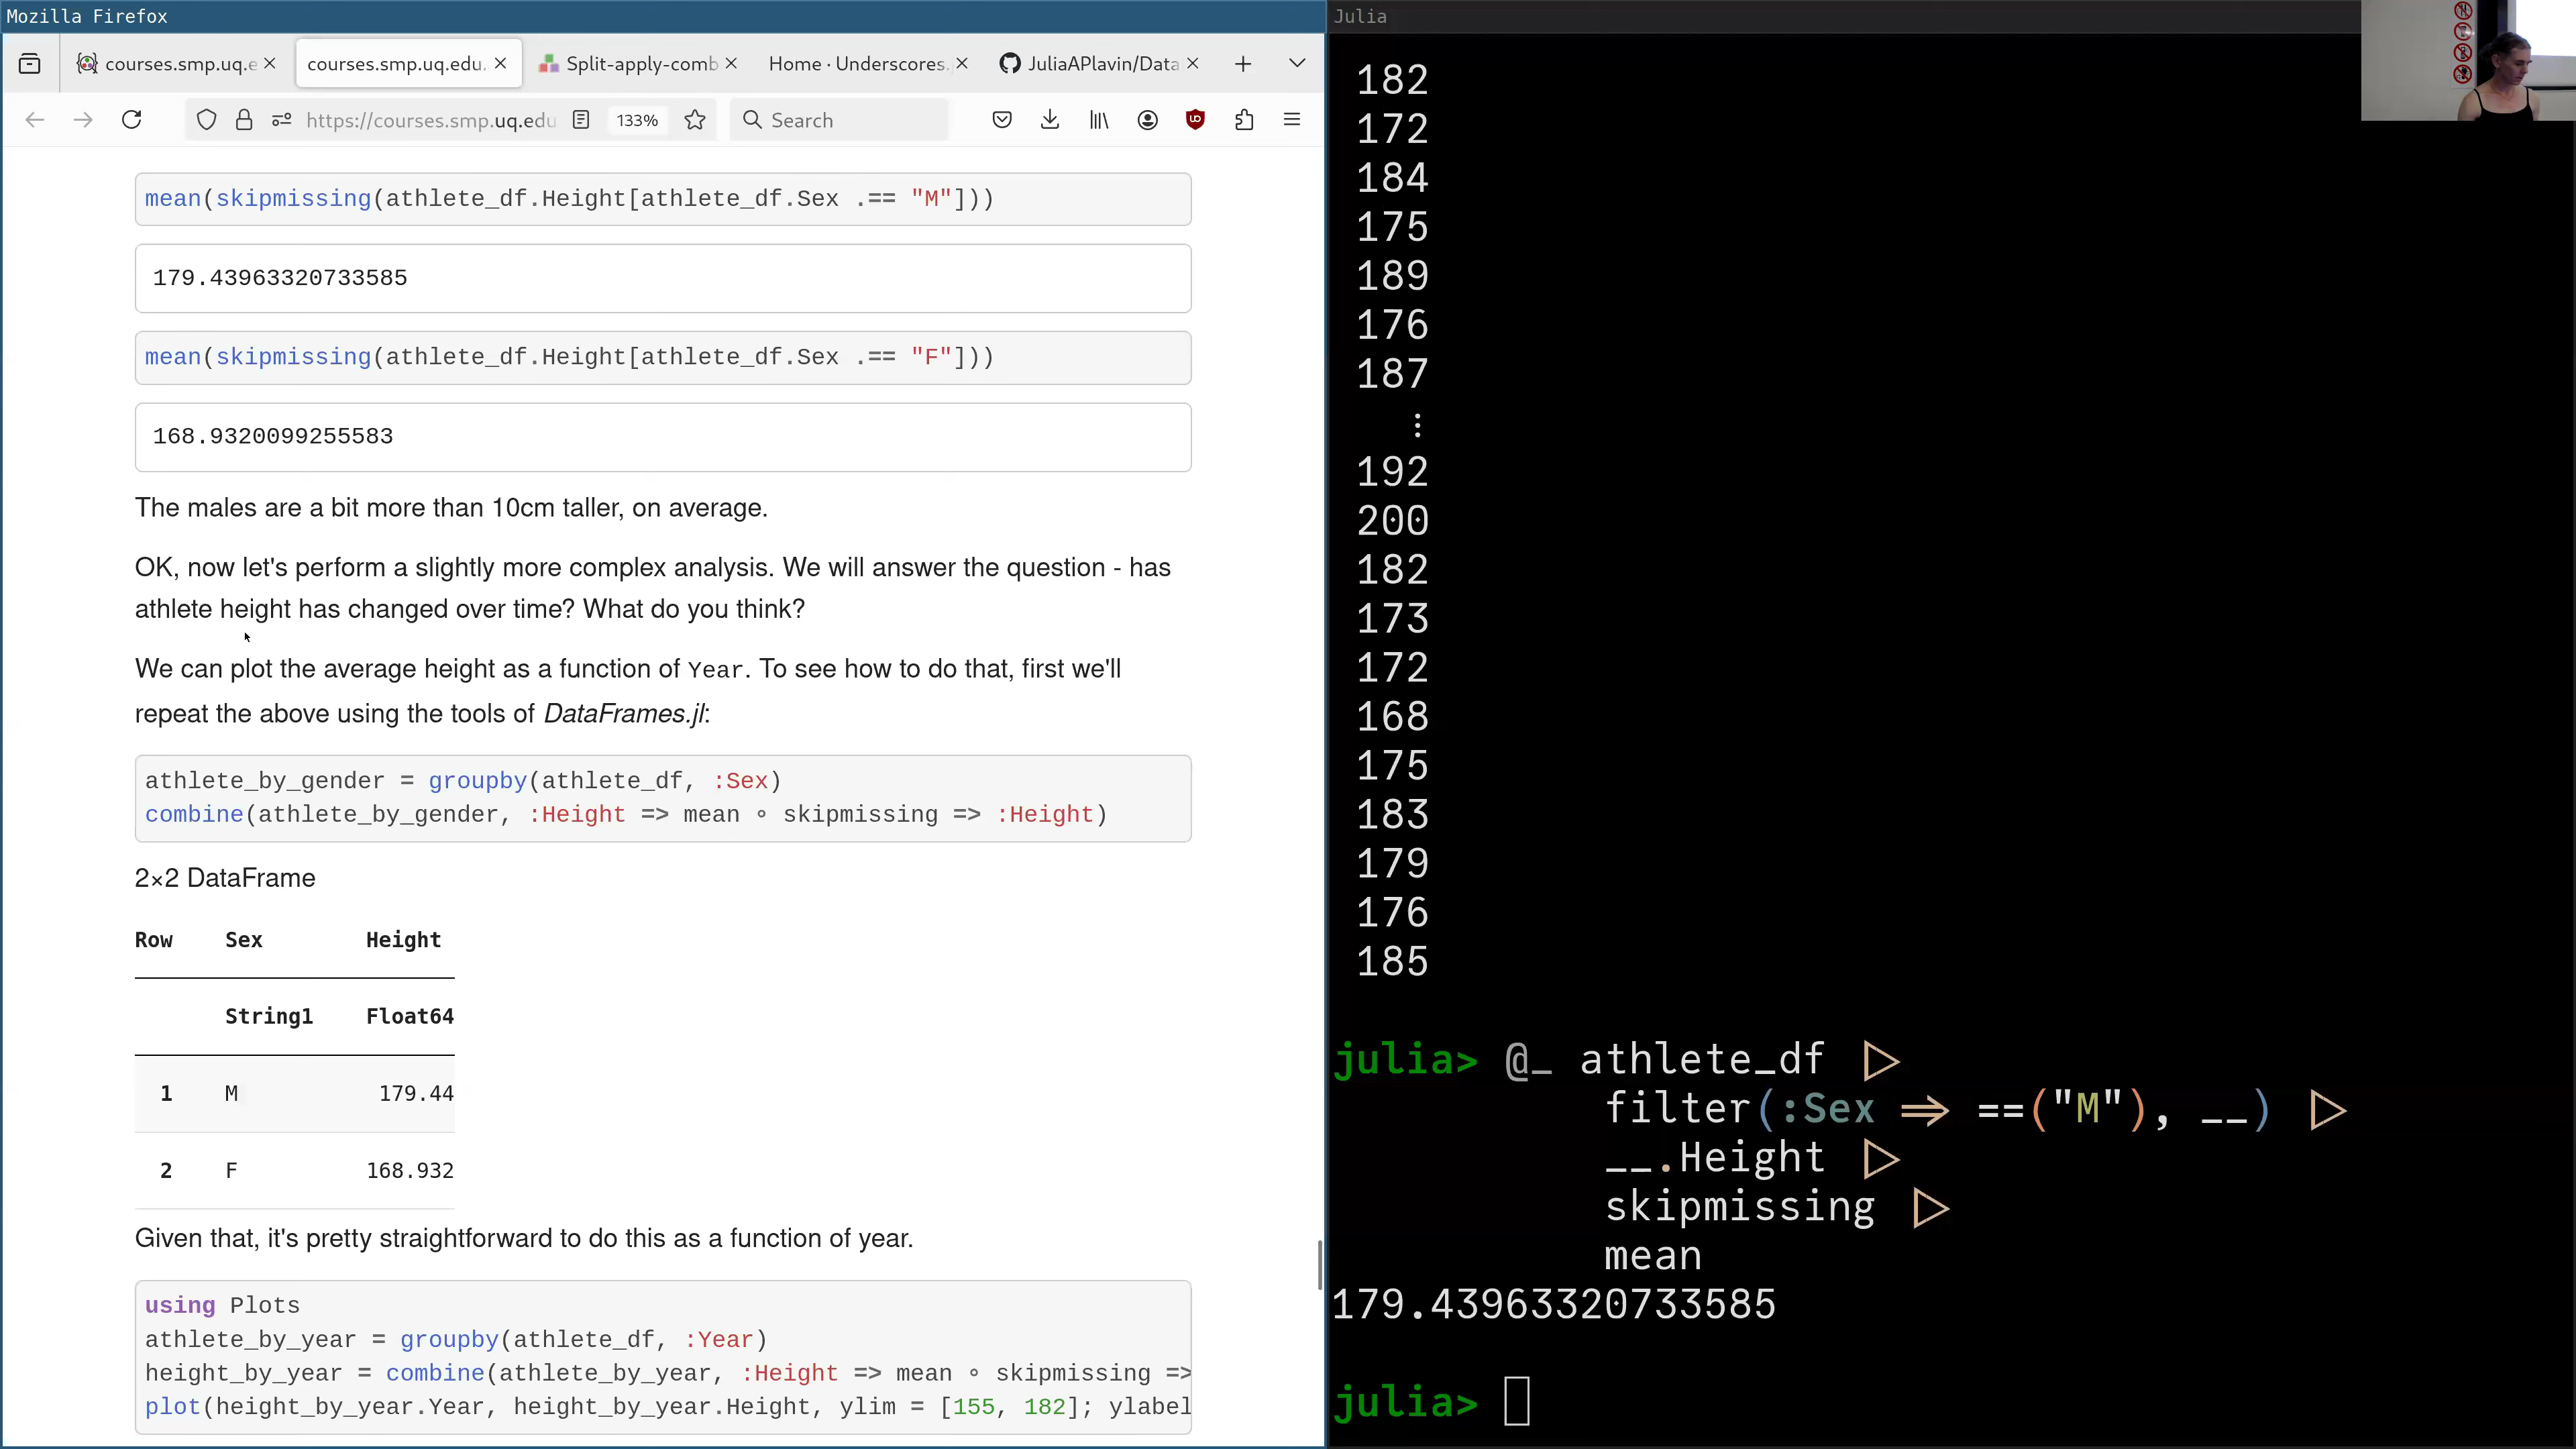 Mozilla Firefox
courses.smp.uq.e
courses.smp.uq.edu.
Split-apply-comb
Home · Underscores.
JuliaAPlavin/Data
https://courses.smp.uq.edu
133%
Search
mean(skipmissing(athlete_df.Height[athlete_df.Sex .== "M"]))
179.43963320733585
mean(skipmissing(athlete_df.Height[athlete_df.Sex .== "F"]))
168.9320099255583
The males are a bit more than 10cm taller, on average.
OK, now let's perform a slightly more complex analysis. We will answer the question - has
athlete height has changed over time? What do you think?
We can plot the average height as a function of Year. To see how to do that, first we'll
repeat the above using the tools of DataFrames.jl:
athlete_by_gender = groupby(athlete_df, :Sex)
combine(athlete_by_gender, :Height => mean ∘ skipmissing => :Height)
2×2 DataFrame
Row Sex Height
String1 Float64
1 M 179.44
2 F 168.932
Given that, it's pretty straightforward to do this as a function of year.
using Plots
athlete_by_year = groupby(athlete_df, :Year)
height_by_year = combine(athlete_by_year, :Height => mean ∘ skipmissing =>
plot(height_by_year.Year, height_by_year.Height, ylim = [155, 182]; ylabel
Julia
182
172
184
175
189
176
187
⋮
192
200
182
173
172
168
175
183
179
176
185
julia> @_ athlete_df |>
filter(:Sex => ==("M"), __) |>
__.Height |>
skipmissing |>
mean
179.43963320733585
julia>